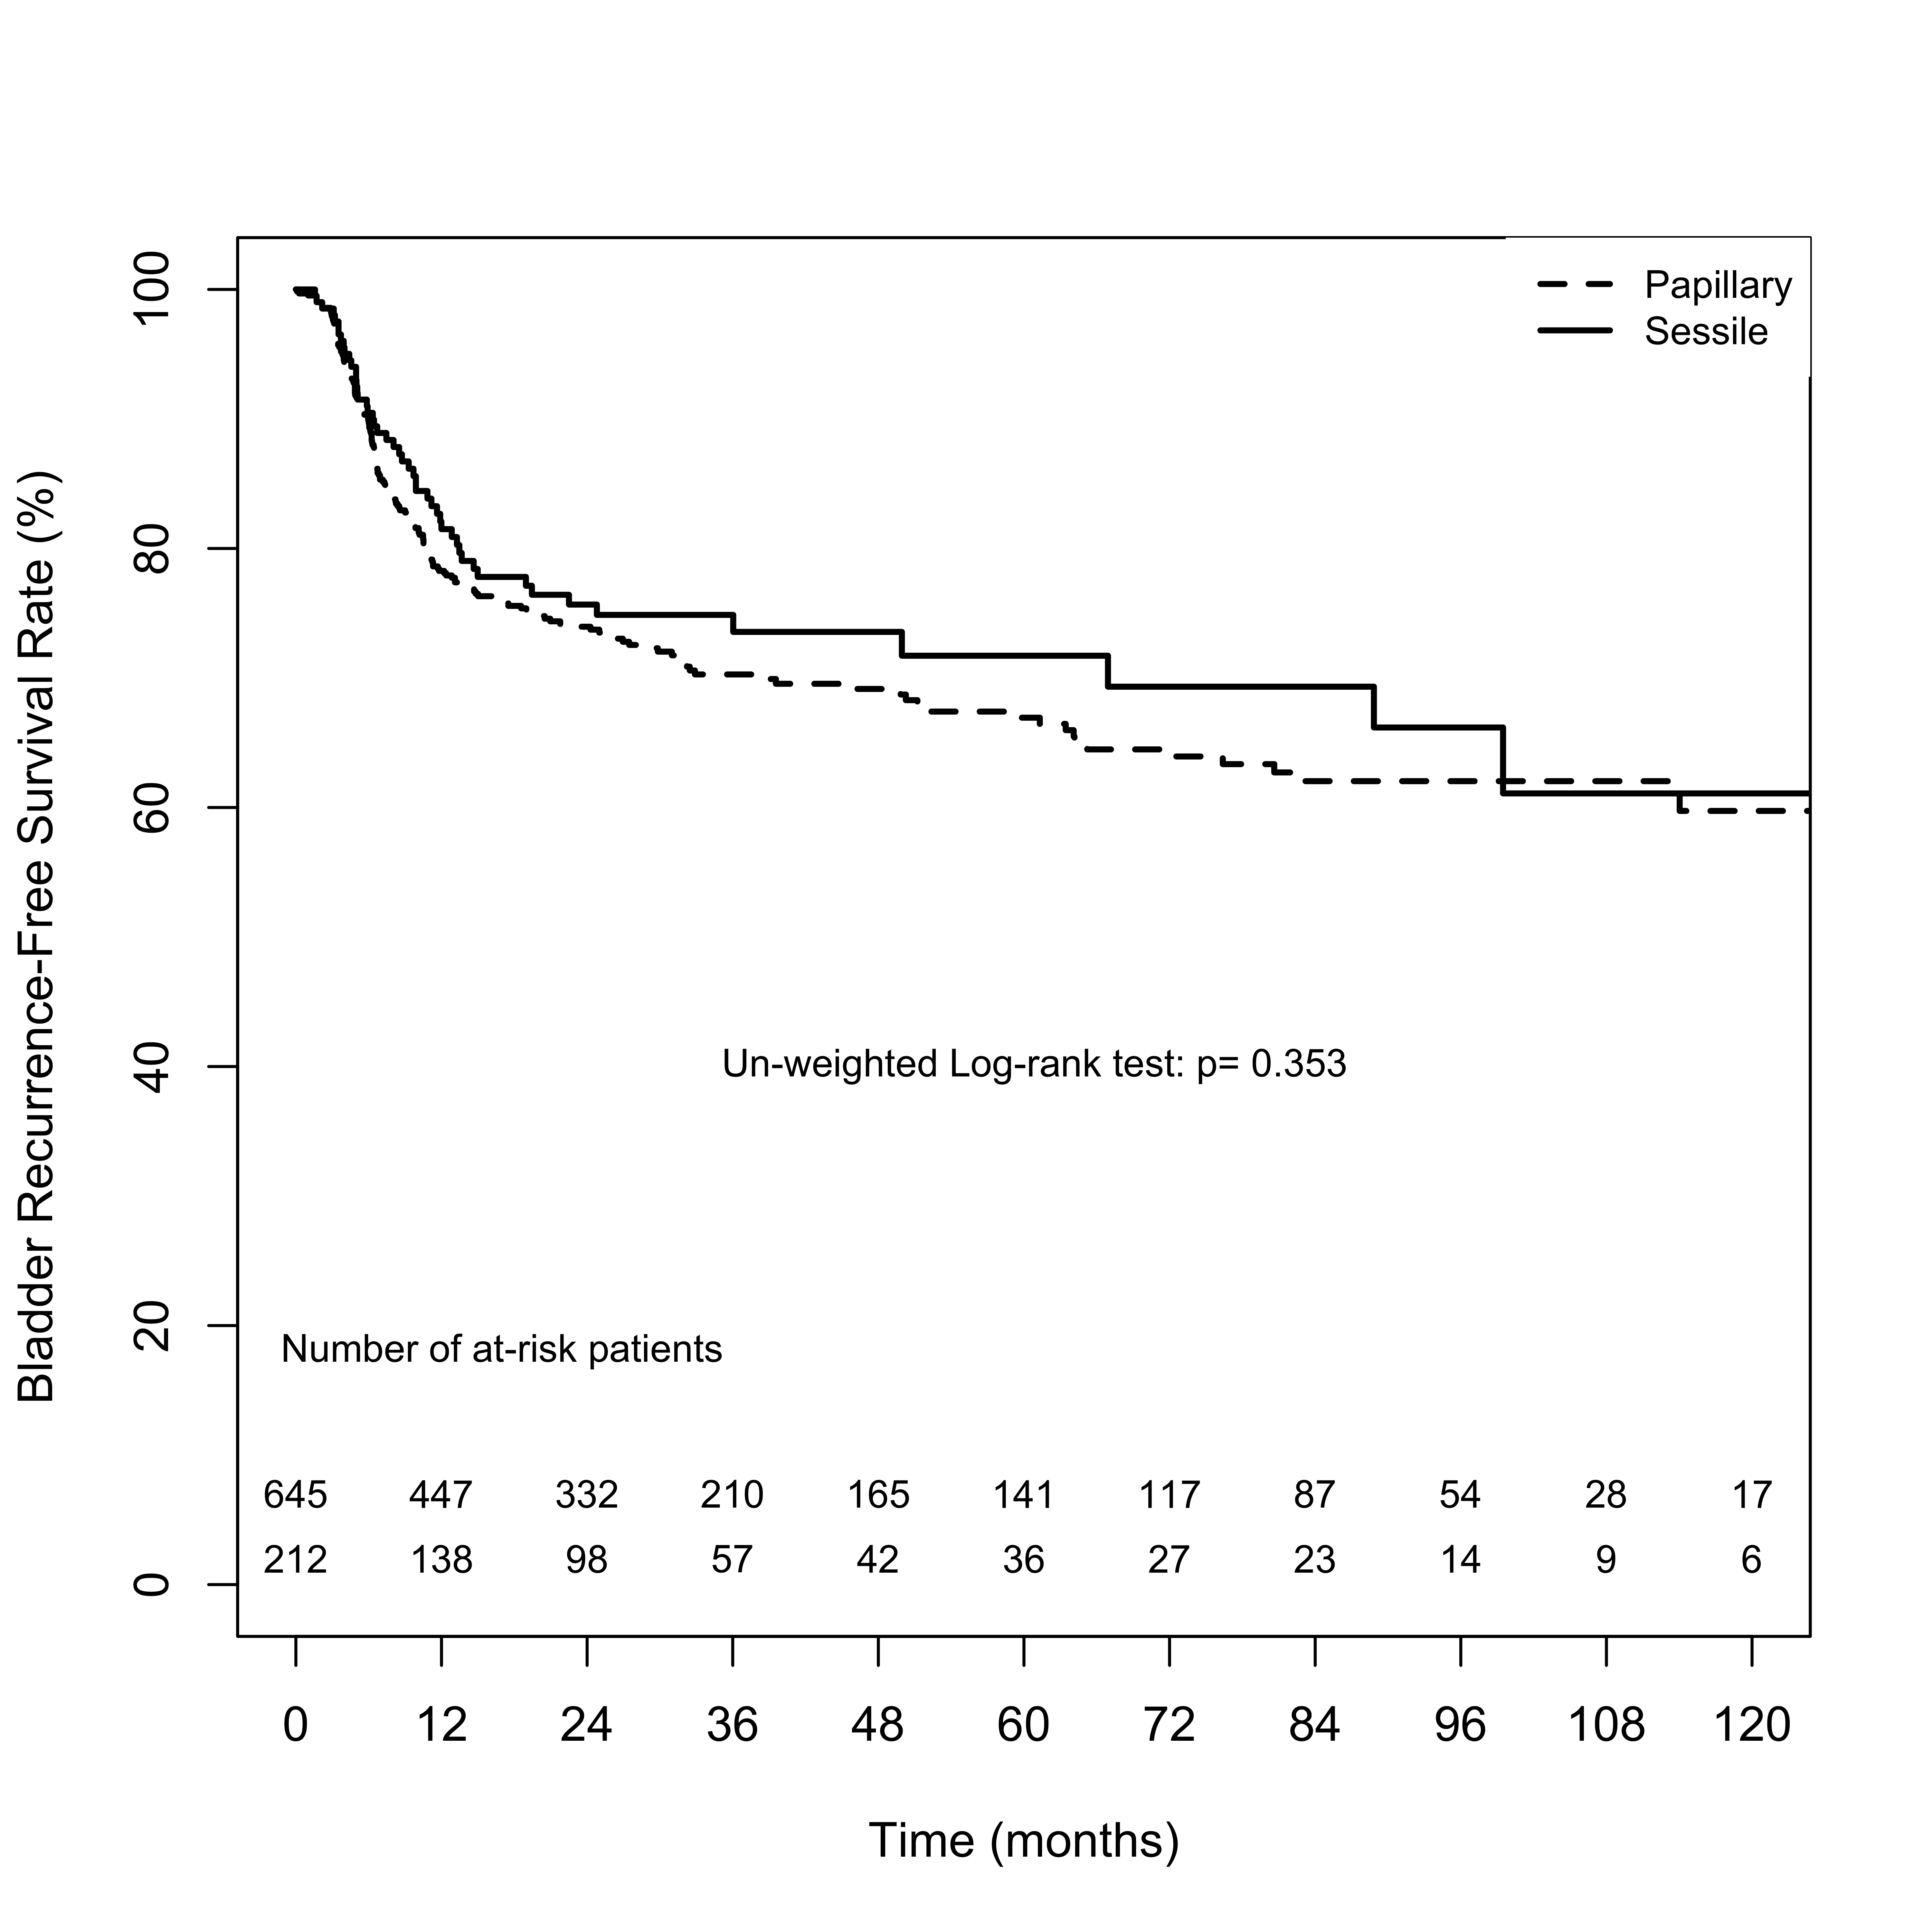 Papillary
Sessile
Bladder Recurrence-Free Survival Rate (%)
100
80
60
40
20
0
Un-weighted Log-rank test: p= 0.353
Number of at-risk patients
645 447 332 210 165 141 117 87 54 28 17
212 138 98 57 42 36 27 23 14 9 6
0 12 24 36 48 60 72 84 96 108 120
Time (months)